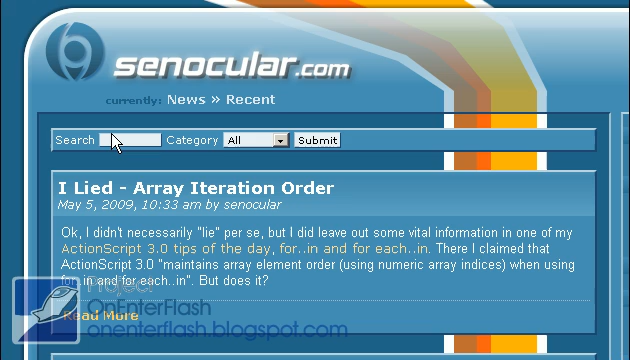 senocular.com
currently: News » Recent
Search Category All Submit
I Lied - Array Iteration Order
May 5, 2009, 10:33 am by senocular
Ok, I didn't necessarily "lie" per se, but I did leave out some vital information in one of my
ActionScript 3.0 tips of the day, for..in and for each..in. There I claimed that
ActionScript 3.0 "maintains array element order (using numeric array indices) when using
for..in and for each..in". But does it?
Project
OnEnterFlash
Read More
onenterflash.blogspot.com